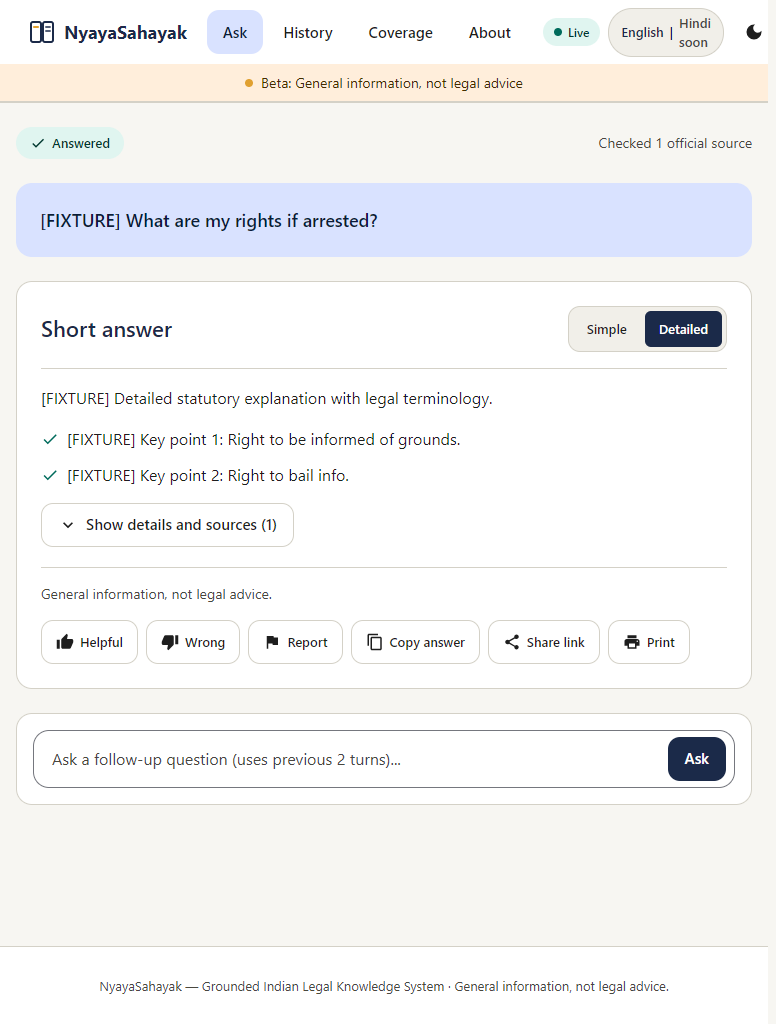 NyayaSahayak Ask History Coverage About Live English | Hindi soon
Beta: General information, not legal advice
Answered
Checked 1 official source
[FIXTURE] What are my rights if arrested?
Short answer
Simple Detailed
[FIXTURE] Detailed statutory explanation with legal terminology.
[FIXTURE] Key point 1: Right to be informed of grounds.
[FIXTURE] Key point 2: Right to bail info.
Show details and sources (1)
General information, not legal advice.
Helpful Wrong Report Copy answer Share link Print
Ask a follow-up question (uses previous 2 turns)... Ask
NyayaSahayak — Grounded Indian Legal Knowledge System · General information, not legal advice.